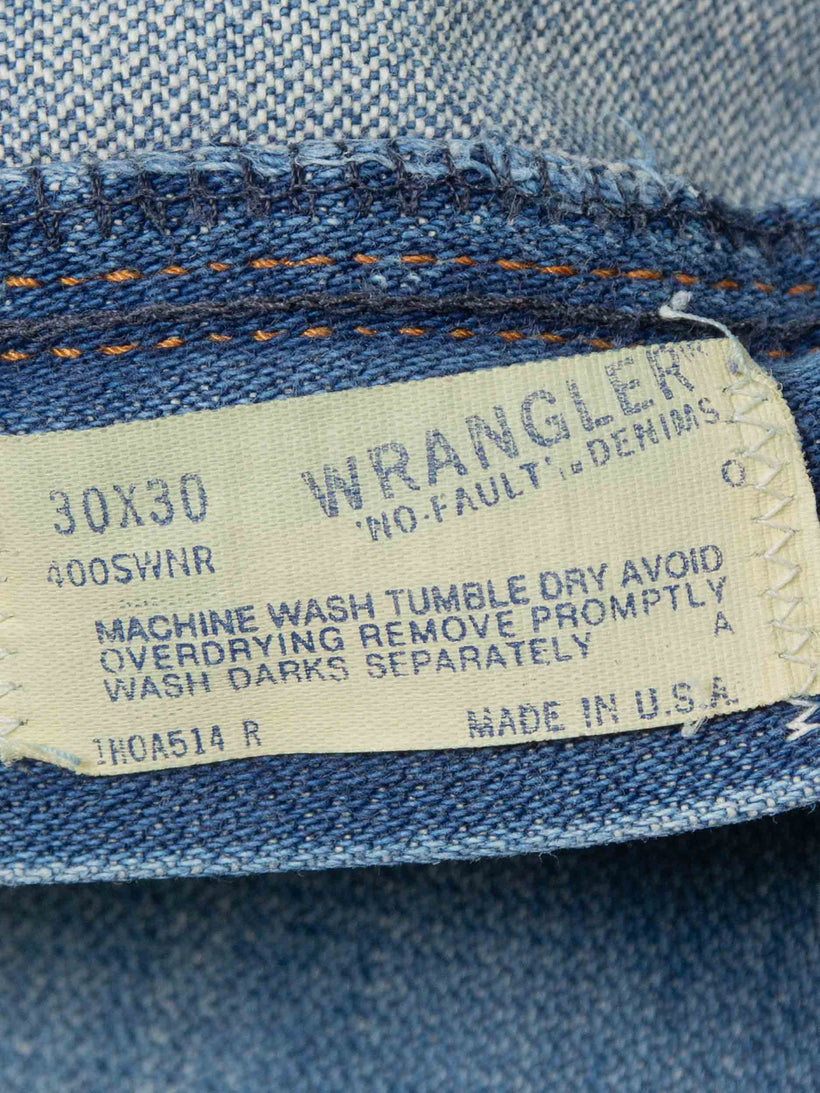 WRANGLER™
'NO-FAULT' DENIMS
30X30
O
400SWNR
MACHINE WASH TUMBLE DRY AVOID
OVERDRYING REMOVE PROMPTLY
WASH DARKS SEPARATELY
A
1HOA514 R
MADE IN U.S.A.